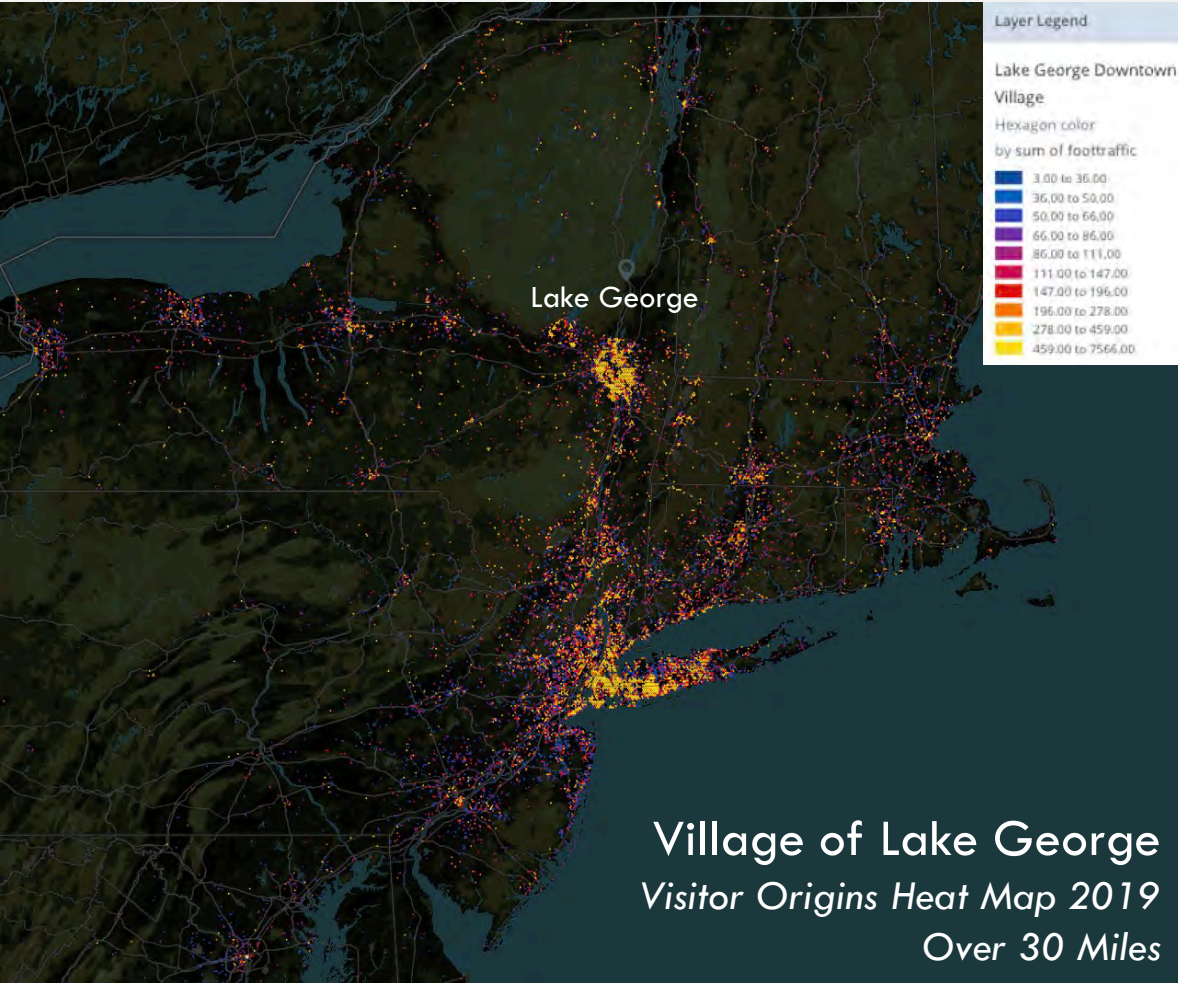 Layer Legend
Lake George Downtown
Village
Hexagon color
by sum of foottraffic
3.00 to 36.00
36.00 to 50.00
50.00 to 66.00
66.00 to 86.00
86.00 to 111.00
111.00 to 147.00
147.00 to 196.00
196.00 to 278.00
278.00 to 459.00
459.00 to 7566.00
Lake George
Village of Lake George
Visitor Origins Heat Map 2019
Over 30 Miles